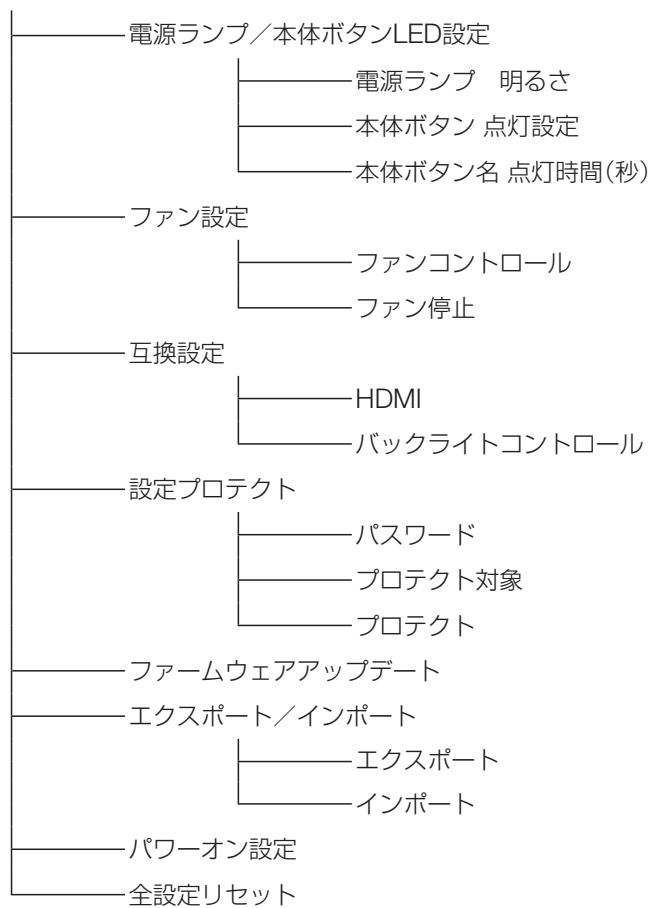 電源ランプ／本体ボタンLED設定
電源ランプ　明るさ
本体ボタン 点灯設定
本体ボタン名 点灯時間(秒)
ファン設定
ファンコントロール
ファン停止
互換設定
HDMI
バックライトコントロール
設定プロテクト
パスワード
プロテクト対象
プロテクト
ファームウェアアップデート
エクスポート／インポート
エクスポート
インポート
パワーオン設定
全設定リセット